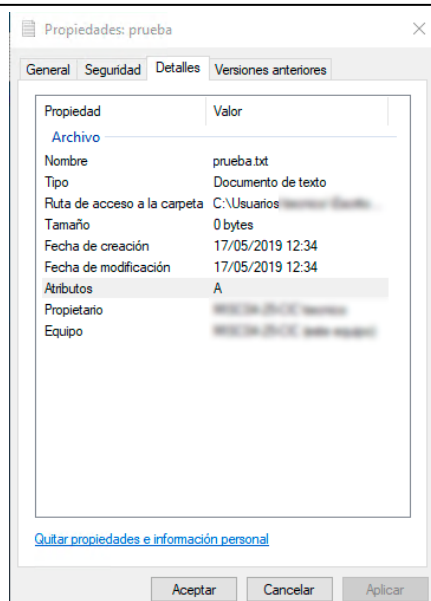 Propiedades: prueba
General Seguridad Detalles Versiones anteriores
Propiedad Valor
Archivo
Nombre prueba.txt
Tipo Documento de texto
Ruta de acceso a la carpeta C:\Usuarios
Tamaño 0 bytes
Fecha de creación 17/05/2019 12:34
Fecha de modificación 17/05/2019 12:34
Atributos A
Propietario
Equipo
Quitar propiedades e información personal
Aceptar Cancelar Aplicar